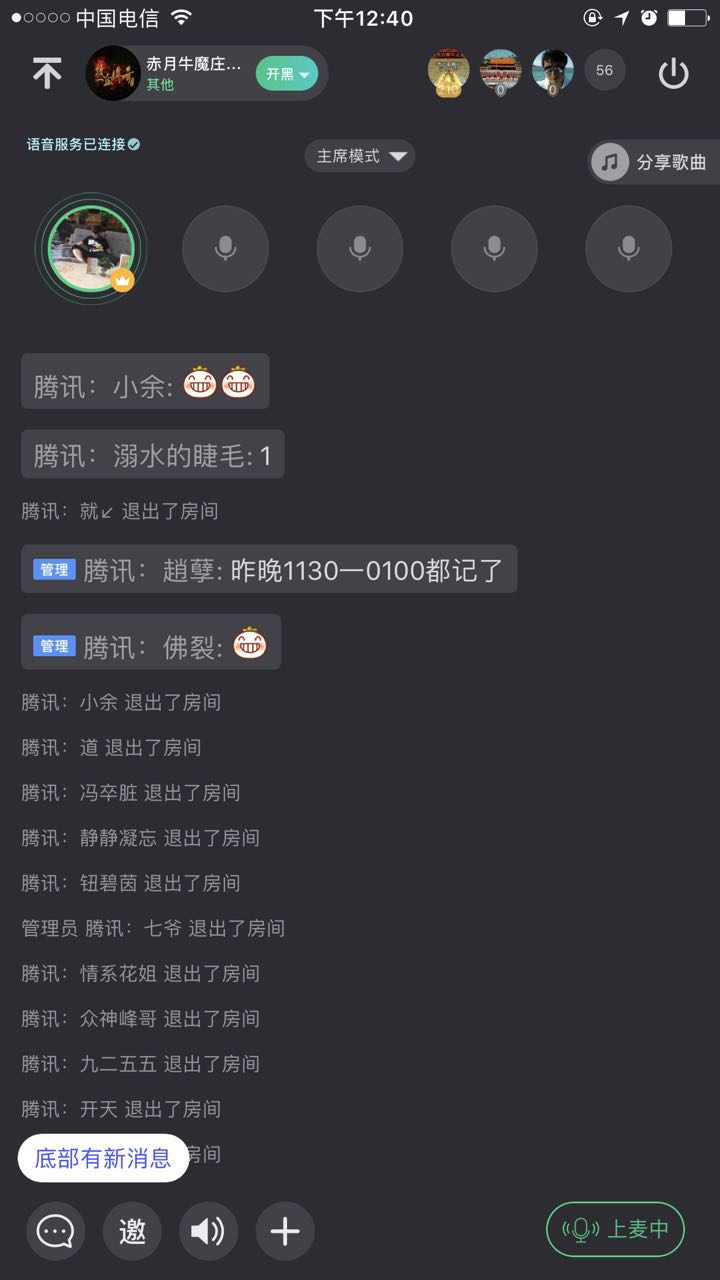 中国电信 下午12:40
赤月牛魔庄...
其他
开黑
210 0 0 56
语音服务已连接
主席模式
分享歌曲
腾讯：小余:
腾讯：溺水的睫毛: 1
腾讯：就↙ 退出了房间
管理 腾讯：趙孽: 昨晚1130一0100都记了
管理 腾讯：佛裂:
腾讯：小余 退出了房间
腾讯：道 退出了房间
腾讯：冯卒脏 退出了房间
腾讯：静静凝忘 退出了房间
腾讯：钮碧茵 退出了房间
管理员 腾讯：七爷 退出了房间
腾讯：情系花姐 退出了房间
腾讯：众神峰哥 退出了房间
腾讯：九二五五 退出了房间
腾讯：开天 退出了房间
底部有新消息 房间
邀
上麦中